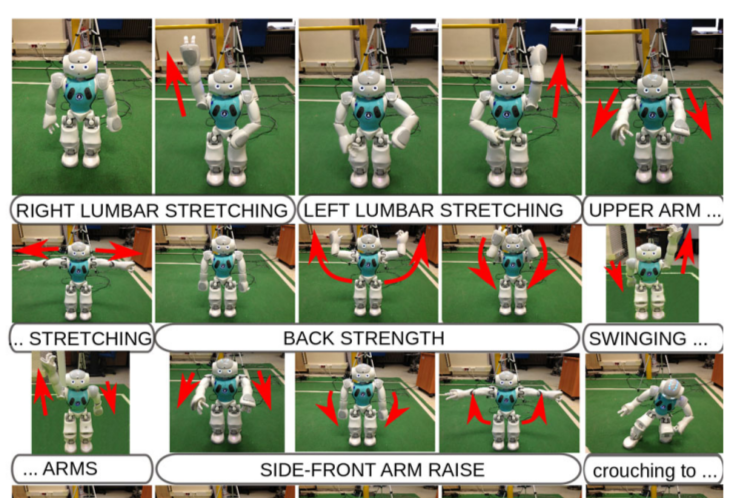 RIGHT LUMBAR STRETCHING
LEFT LUMBAR STRETCHING
UPPER ARM ...
... STRETCHING
BACK STRENGTH
SWINGING ...
... ARMS
SIDE-FRONT ARM RAISE
crouching to ...